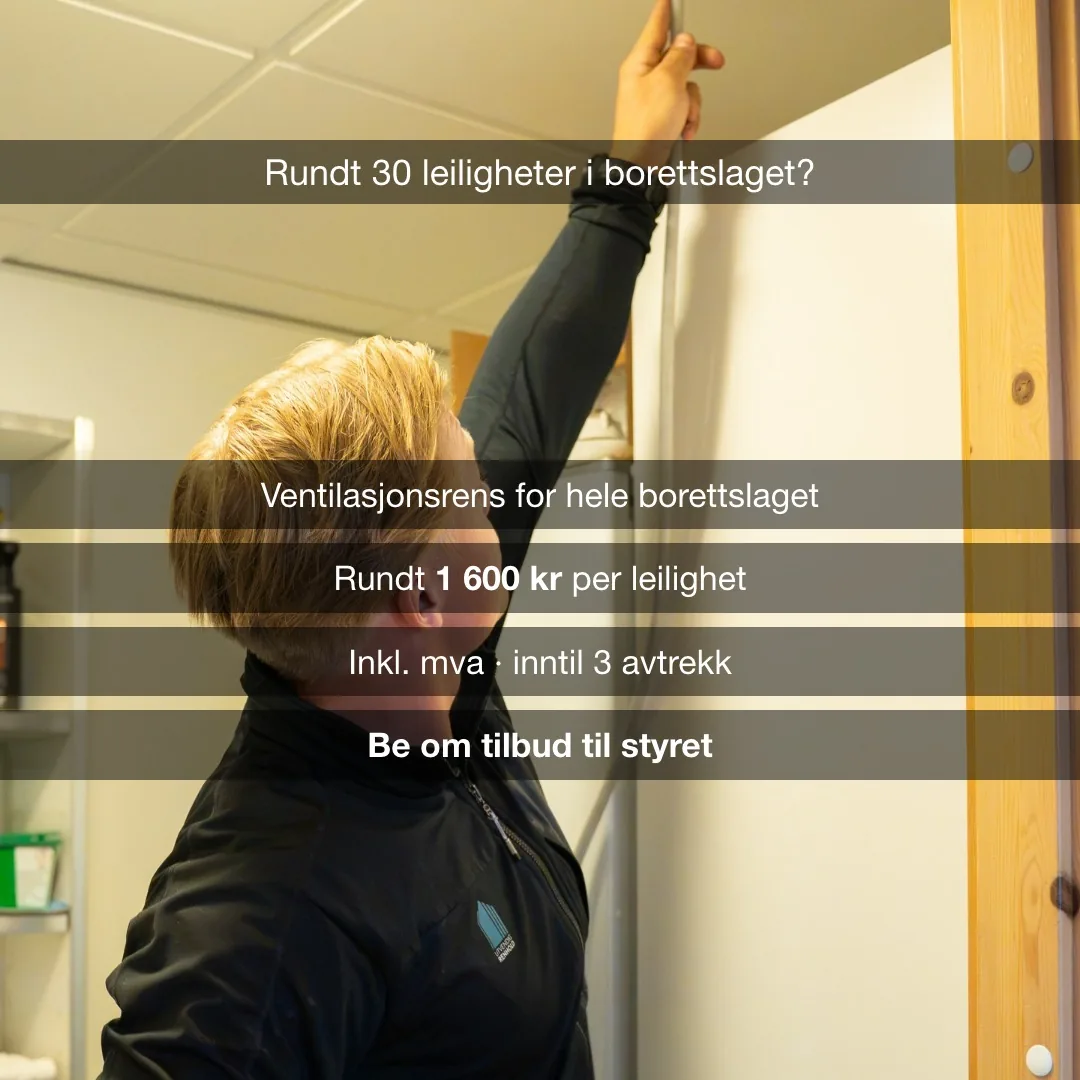 Rundt 30 leiligheter i borettslaget?
Ventilasjonsrens for hele borettslaget
Rundt 1 600 kr per leilighet
Inkl. mva · inntil 3 avtrekk
Be om tilbud til styret